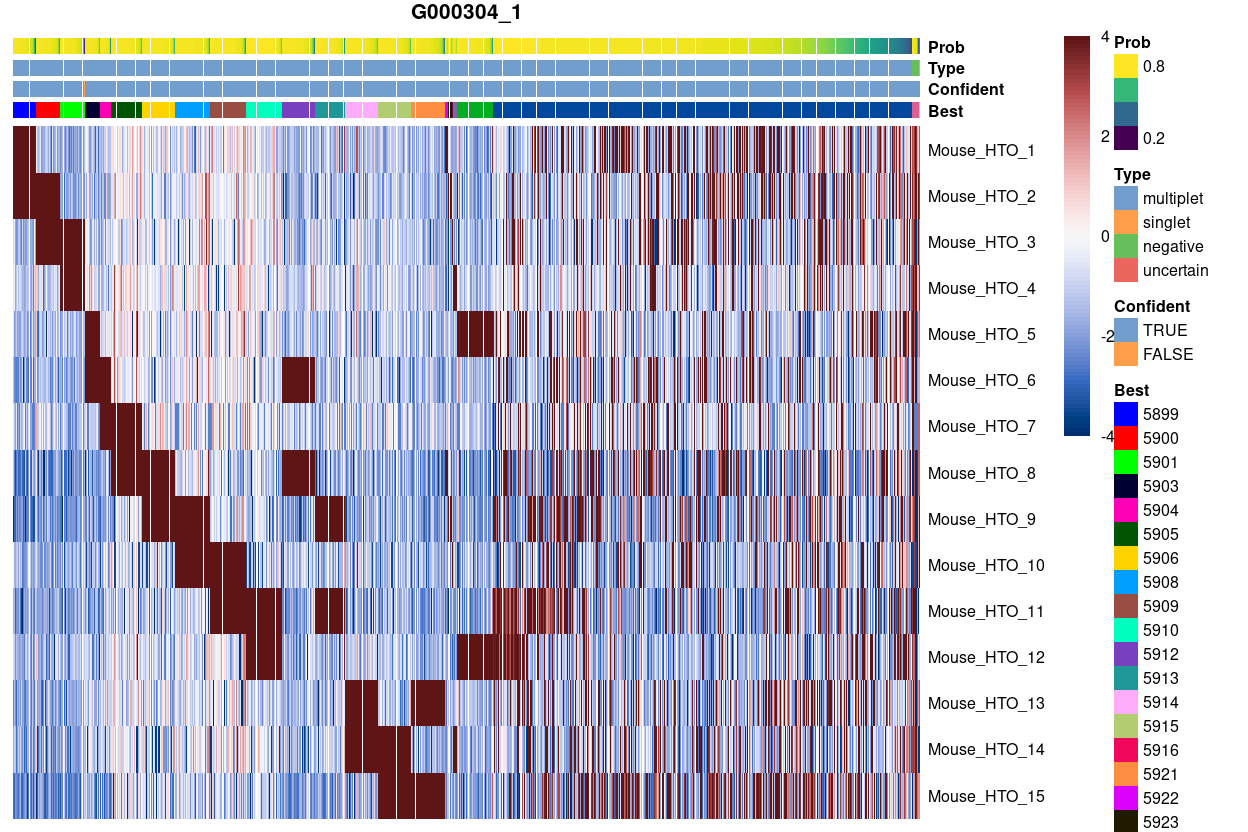 G000304_1
Prob
Type
Confident
Best
Mouse_HTO_1
Mouse_HTO_2
Mouse_HTO_3
Mouse_HTO_4
Mouse_HTO_5
Mouse_HTO_6
Mouse_HTO_7
Mouse_HTO_8
Mouse_HTO_9
Mouse_HTO_10
Mouse_HTO_11
Mouse_HTO_12
Mouse_HTO_13
Mouse_HTO_14
Mouse_HTO_15
4
2
0
-2
-4
Prob
0.8
0.2
Type
multiplet
singlet
negative
uncertain
Confident
TRUE
FALSE
Best
5899
5900
5901
5903
5904
5905
5906
5908
5909
5910
5912
5913
5914
5915
5916
5921
5922
5923